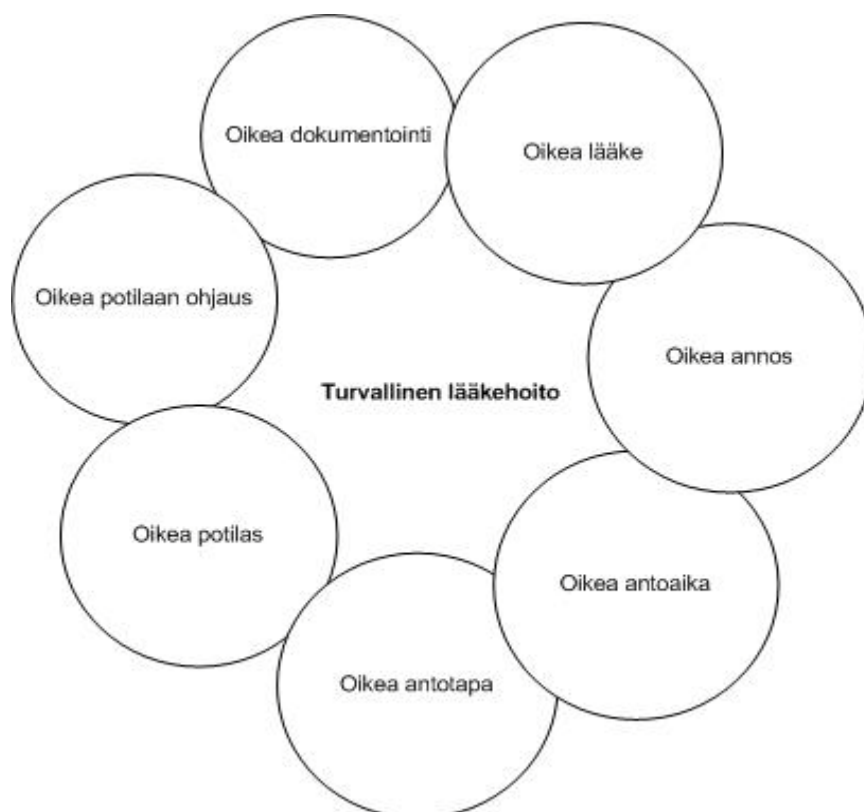 Oikea dokumentointi
Oikea lääke
Oikea potilaan ohjaus
Oikea annos
Turvallinen lääkehoito
Oikea potilas
Oikea antoaika
Oikea antotapa